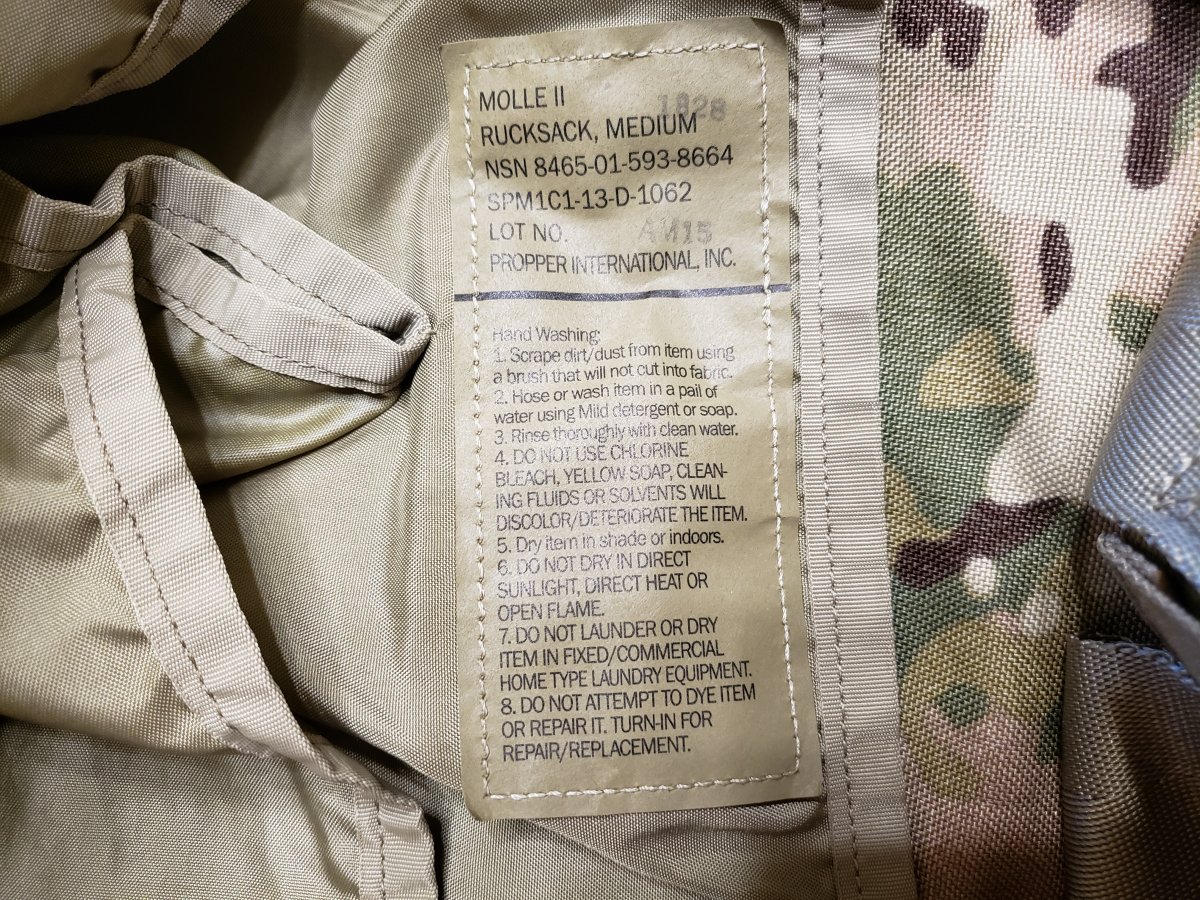 MOLLE II 1828
RUCKSACK, MEDIUM
NSN 8465-01-593-8664
SPM1C1-13-D-1062
LOT NO. AM15
PROPPER INTERNATIONAL, INC.
Hand Washing:
1. Scrape dirt/dust from item using
a brush that will not cut into fabric.
2. Hose or wash item in a pail of
water using Mild detergent or soap.
3. Rinse thoroughly with clean water.
4. DO NOT USE CHLORINE
BLEACH, YELLOW SOAP, CLEAN-
ING FLUIDS OR SOLVENTS WILL
DISCOLOR/DETERIORATE THE ITEM.
5. Dry item in shade or indoors.
6. DO NOT DRY IN DIRECT
SUNLIGHT, DIRECT HEAT OR
OPEN FLAME.
7. DO NOT LAUNDER OR DRY
ITEM IN FIXED/COMMERCIAL
HOME TYPE LAUNDRY EQUIPMENT.
8. DO NOT ATTEMPT TO DYE ITEM
OR REPAIR IT. TURN-IN FOR
REPAIR/REPLACEMENT.